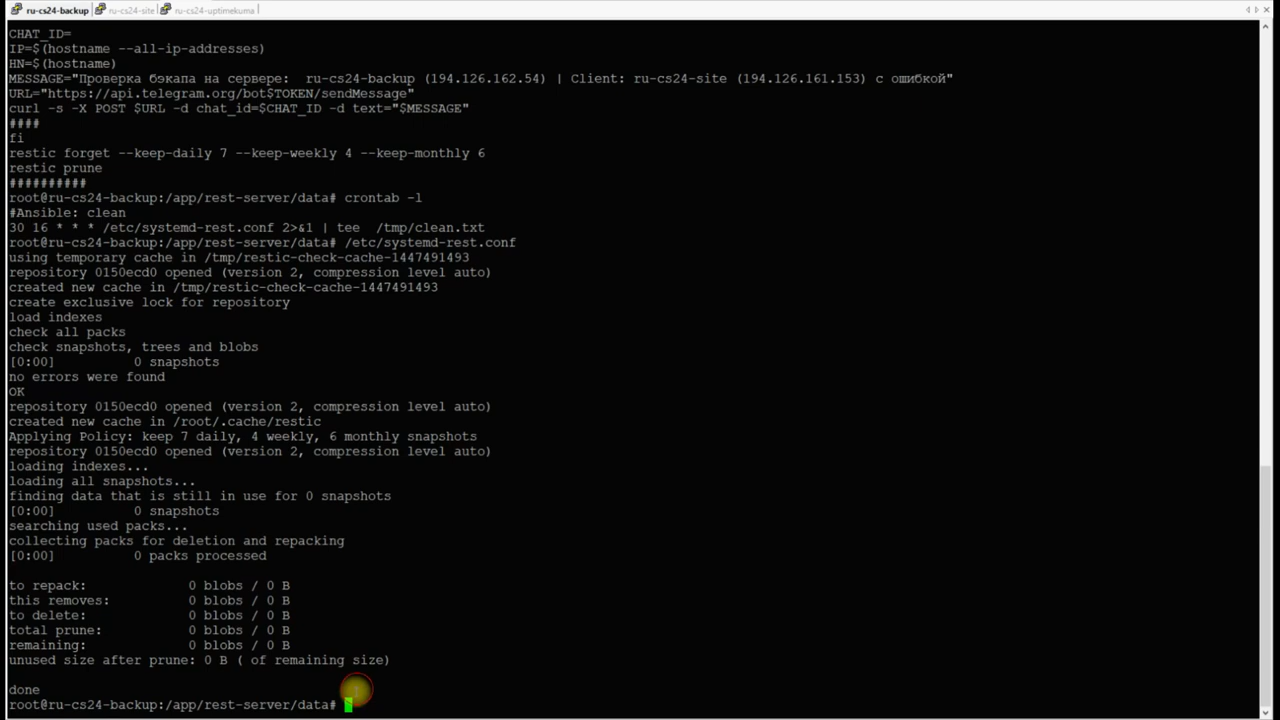 ru-cs24-backup ru-cs24-site ru-cs24-uptimekuma
CHAT_ID=
IP=$(hostname --all-ip-addresses)
HN=$(hostname)
MESSAGE="Проверка бэкапа на сервере:  ru-cs24-backup (194.126.162.54) | Client: ru-cs24-site (194.126.161.153) с ошибкой"
URL="https://api.telegram.org/bot$TOKEN/sendMessage"
curl -s -X POST $URL -d chat_id=$CHAT_ID -d text="$MESSAGE"
####
fi
restic forget --keep-daily 7 --keep-weekly 4 --keep-monthly 6
restic prune
##########
root@ru-cs24-backup:/app/rest-server/data# crontab -l
#Ansible: clean
30 16 * * * /etc/systemd-rest.conf 2>&1 | tee  /tmp/clean.txt
root@ru-cs24-backup:/app/rest-server/data# /etc/systemd-rest.conf
using temporary cache in /tmp/restic-check-cache-1447491493
repository 0150ecd0 opened (version 2, compression level auto)
created new cache in /tmp/restic-check-cache-1447491493
create exclusive lock for repository
load indexes
check all packs
check snapshots, trees and blobs
[0:00]          0 snapshots
no errors were found
OK
repository 0150ecd0 opened (version 2, compression level auto)
created new cache in /root/.cache/restic
Applying Policy: keep 7 daily, 4 weekly, 6 monthly snapshots
repository 0150ecd0 opened (version 2, compression level auto)
loading indexes...
loading all snapshots...
finding data that is still in use for 0 snapshots
[0:00]          0 snapshots
searching used packs...
collecting packs for deletion and repacking
[0:00]          0 packs processed
to repack:             0 blobs / 0 B
this removes:          0 blobs / 0 B
to delete:             0 blobs / 0 B
total prune:           0 blobs / 0 B
remaining:             0 blobs / 0 B
unused size after prune: 0 B ( of remaining size)
done
root@ru-cs24-backup:/app/rest-server/data#